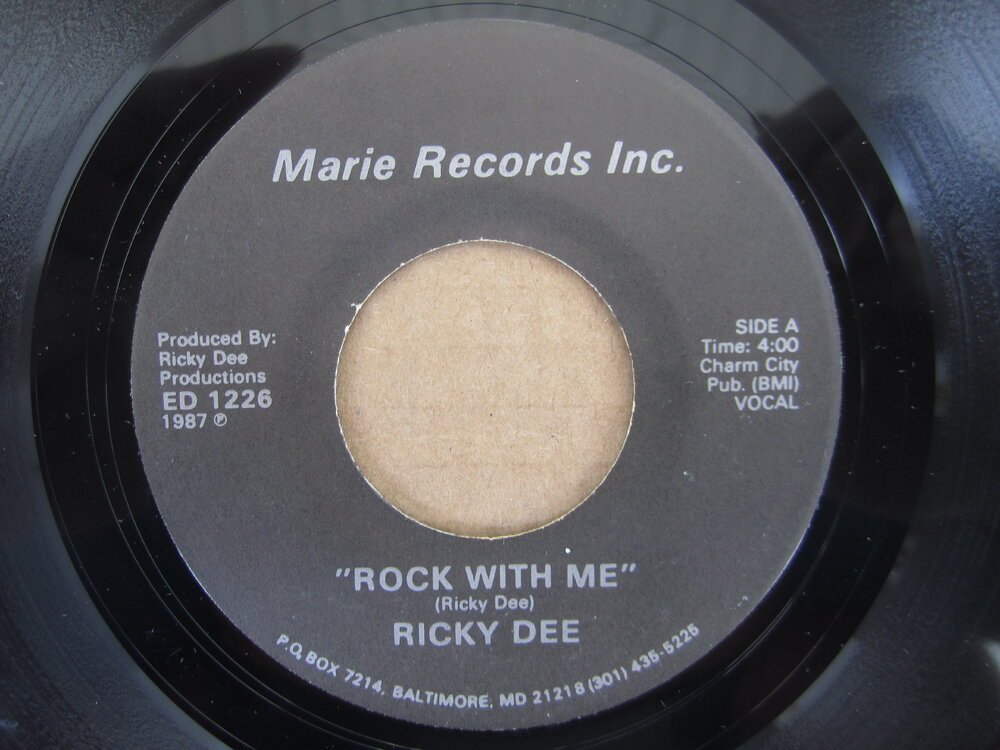 Marie Records Inc.
Produced By:
Ricky Dee
Productions
ED 1226
1987 ℗
SIDE A
Time: 4:00
Charm City
Pub. (BMI)
VOCAL
"ROCK WITH ME"
(Ricky Dee)
RICKY DEE
P.O. BOX 7214, BALTIMORE, MD 21218 (301) 435-5225